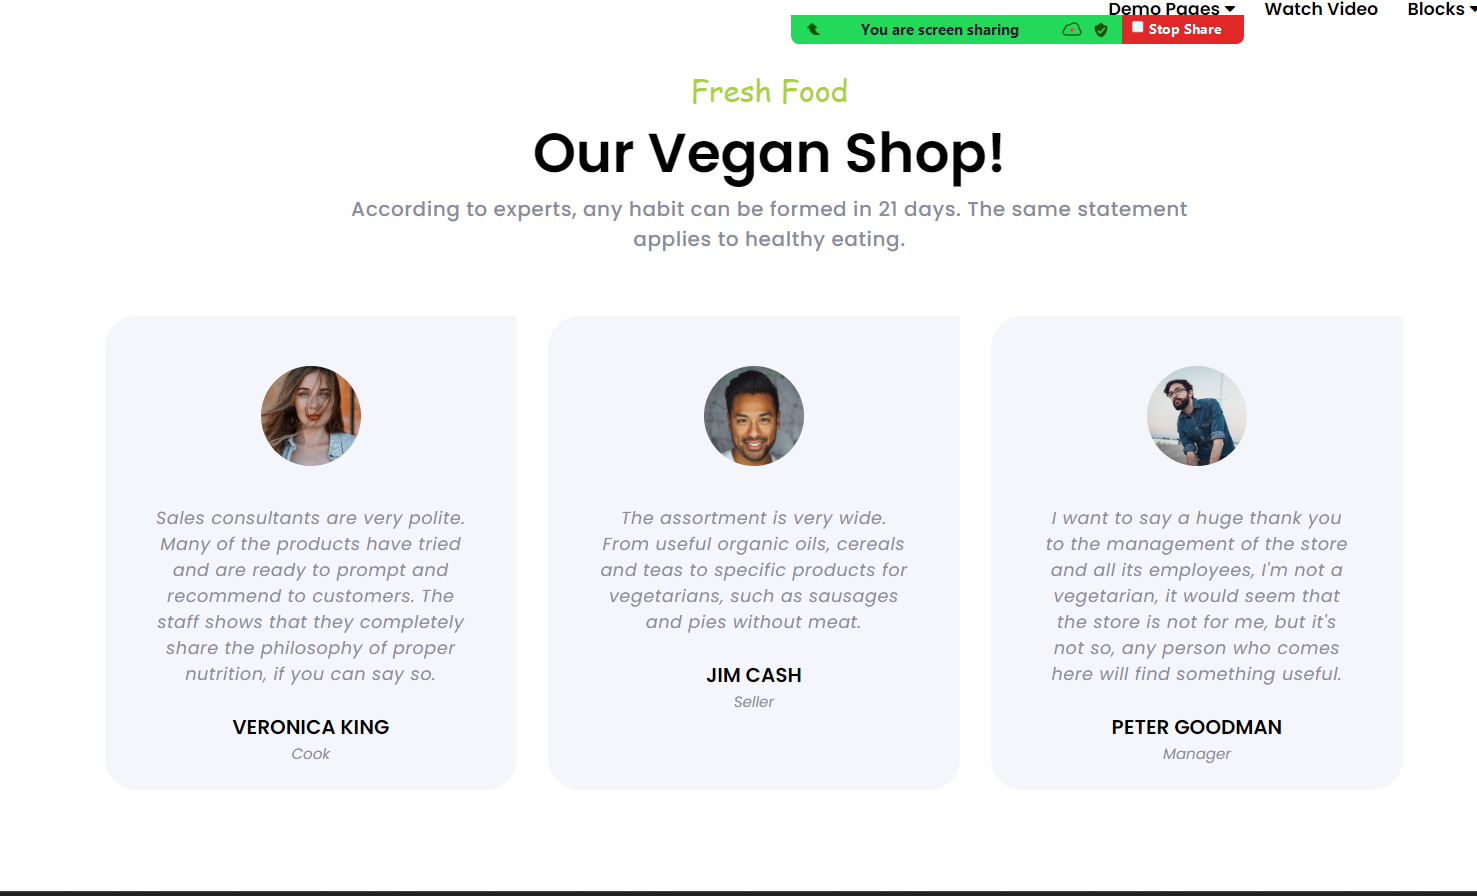 Demo Pages
Watch Video
Blocks
You are screen sharing
Stop Share
Fresh Food
Our Vegan Shop!
According to experts, any habit can be formed in 21 days. The same statement
applies to healthy eating.
Sales consultants are very polite.
Many of the products have tried
and are ready to prompt and
recommend to customers. The
staff shows that they completely
share the philosophy of proper
nutrition, if you can say so.
VERONICA KING
Cook
The assortment is very wide.
From useful organic oils, cereals
and teas to specific products for
vegetarians, such as sausages
and pies without meat.
JIM CASH
Seller
I want to say a huge thank you
to the management of the store
and all its employees, I'm not a
vegetarian, it would seem that
the store is not for me, but it's
not so, any person who comes
here will find something useful.
PETER GOODMAN
Manager